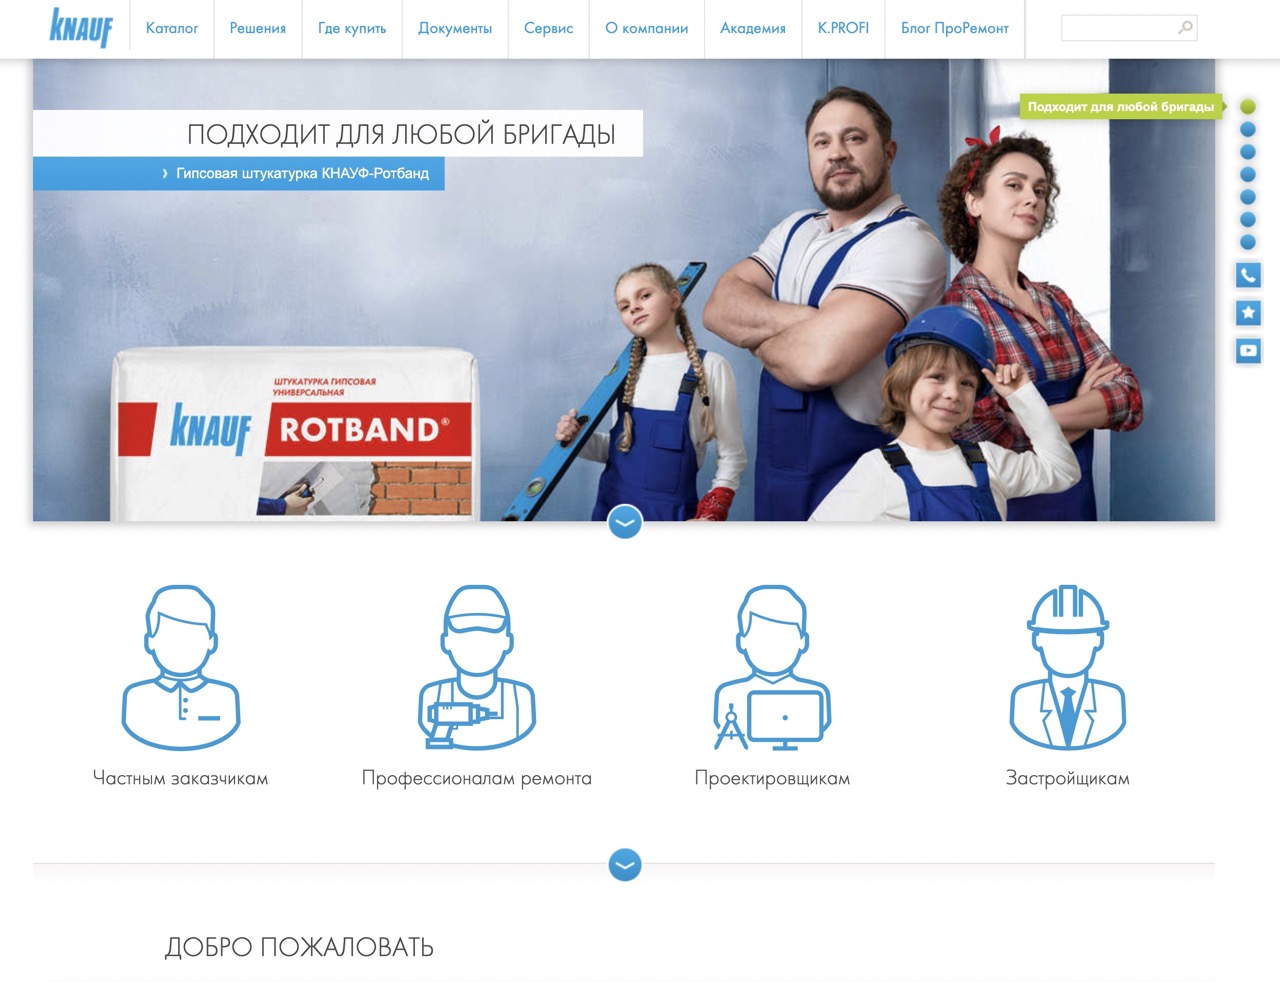 KNAUF
Каталог
Решения
Где купить
Документы
Сервис
О компании
Академия
K.PROFI
Блог ПроРемонт
Подходит для любой бригады
ПОДХОДИТ ДЛЯ ЛЮБОЙ БРИГАДЫ
› Гипсовая штукатурка КНАУФ-Ротбанд
ШТУКАТУРКА ГИПСОВАЯ
УНИВЕРСАЛЬНАЯ
KNAUF ROTBAND®
Частным заказчикам
Профессионалам ремонта
Проектировщикам
Застройщикам
ДОБРО ПОЖАЛОВАТЬ